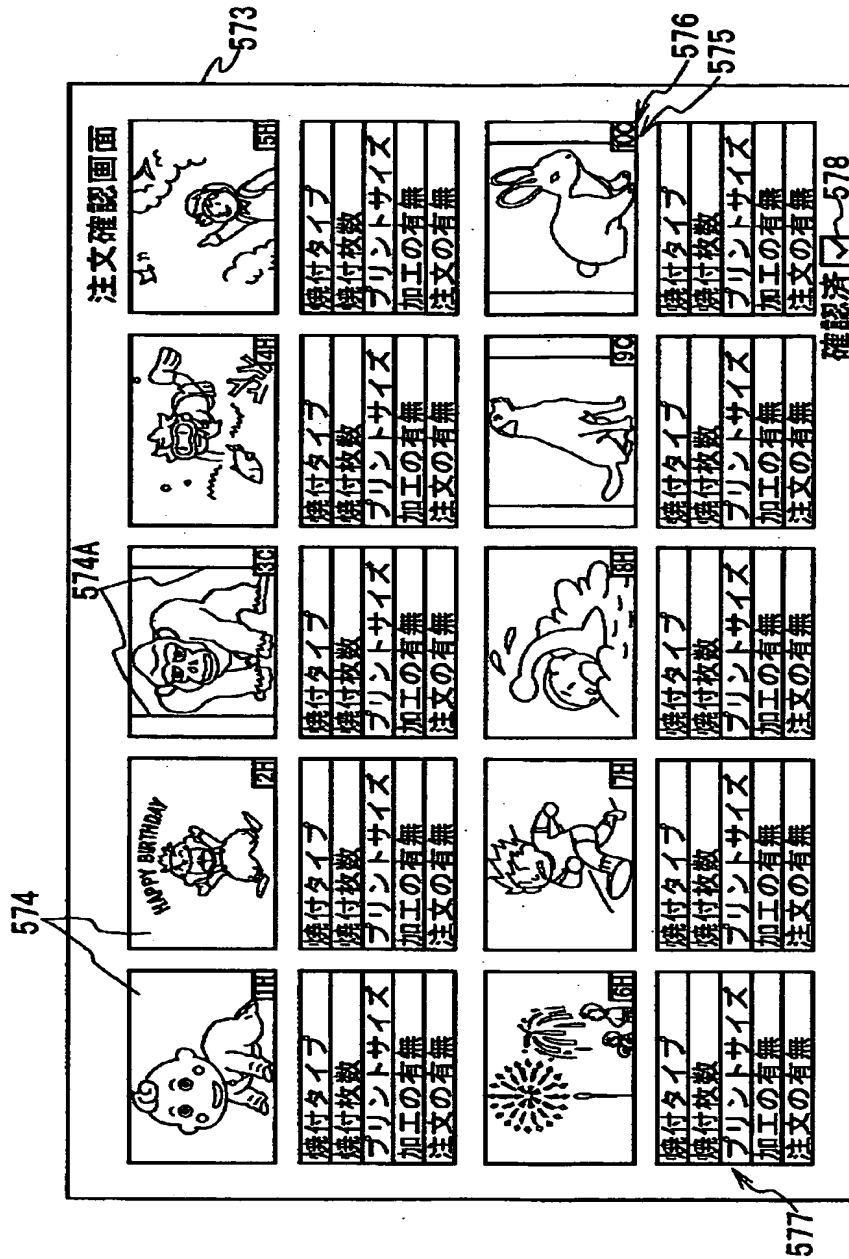 注文確認画面
573
574
574A
HAPPY BIRTHDAY
1H
2H
3C
4H
5H
焼付タイプ
焼付枚数
プリントサイズ
加工の有無
注文の有無
焼付タイプ
焼付枚数
プリントサイズ
加工の有無
注文の有無
焼付タイプ
焼付枚数
プリントサイズ
加工の有無
注文の有無
焼付タイプ
焼付枚数
プリントサイズ
加工の有無
注文の有無
焼付タイプ
焼付枚数
プリントサイズ
加工の有無
注文の有無
6H
7H
8H
9C
10C
576
575
焼付タイプ
焼付枚数
プリントサイズ
加工の有無
注文の有無
焼付タイプ
焼付枚数
プリントサイズ
加工の有無
注文の有無
焼付タイプ
焼付枚数
プリントサイズ
加工の有無
注文の有無
焼付タイプ
焼付枚数
プリントサイズ
加工の有無
注文の有無
焼付タイプ
焼付枚数
プリントサイズ
加工の有無
注文の有無
577
確認済
578